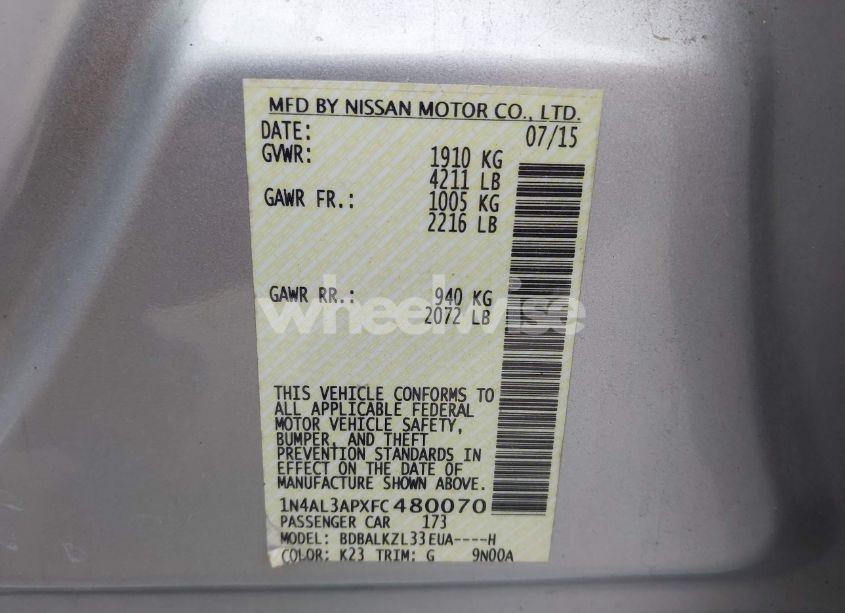 MFD BY NISSAN MOTOR CO., LTD.
DATE: 07/15
GVWR: 1910 KG
4211 LB
GAWR FR.: 1005 KG
2216 LB
GAWR RR.: 940 KG
2072 LB
wheelwise
THIS VEHICLE CONFORMS TO
ALL APPLICABLE FEDERAL
MOTOR VEHICLE SAFETY,
BUMPER, AND THEFT
PREVENTION STANDARDS IN
EFFECT ON THE DATE OF
MANUFACTURE SHOWN ABOVE.
1N4AL3APXFC480070
PASSENGER CAR 173
MODEL: BDBALKZL33EUA----H
COLOR: K23 TRIM: G 9N00A